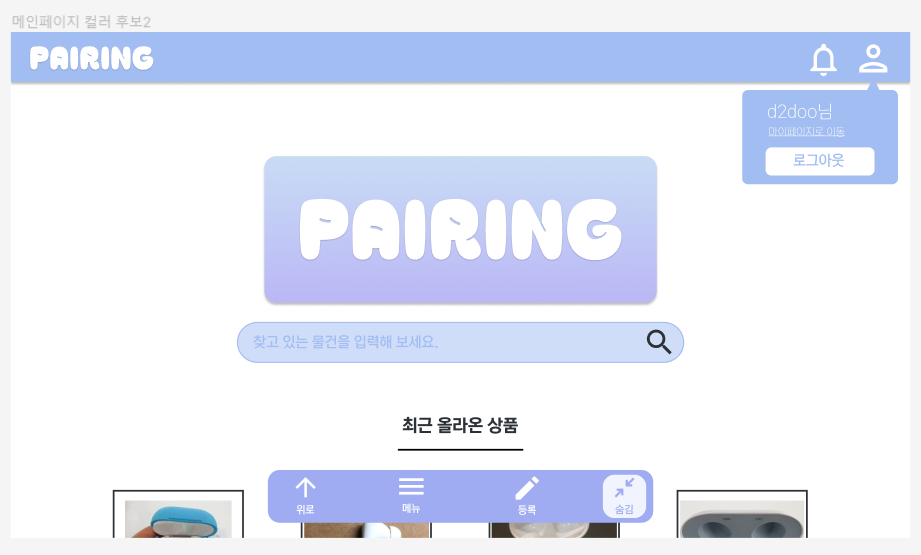 메인페이지 컬러 후보2
PAIRING
d2doo님
마이페이지로 이동
로그아웃
PAIRING
찾고 있는 물건을 입력해 보세요.
최근 올라온 상품
위로
메뉴
등록
숨김